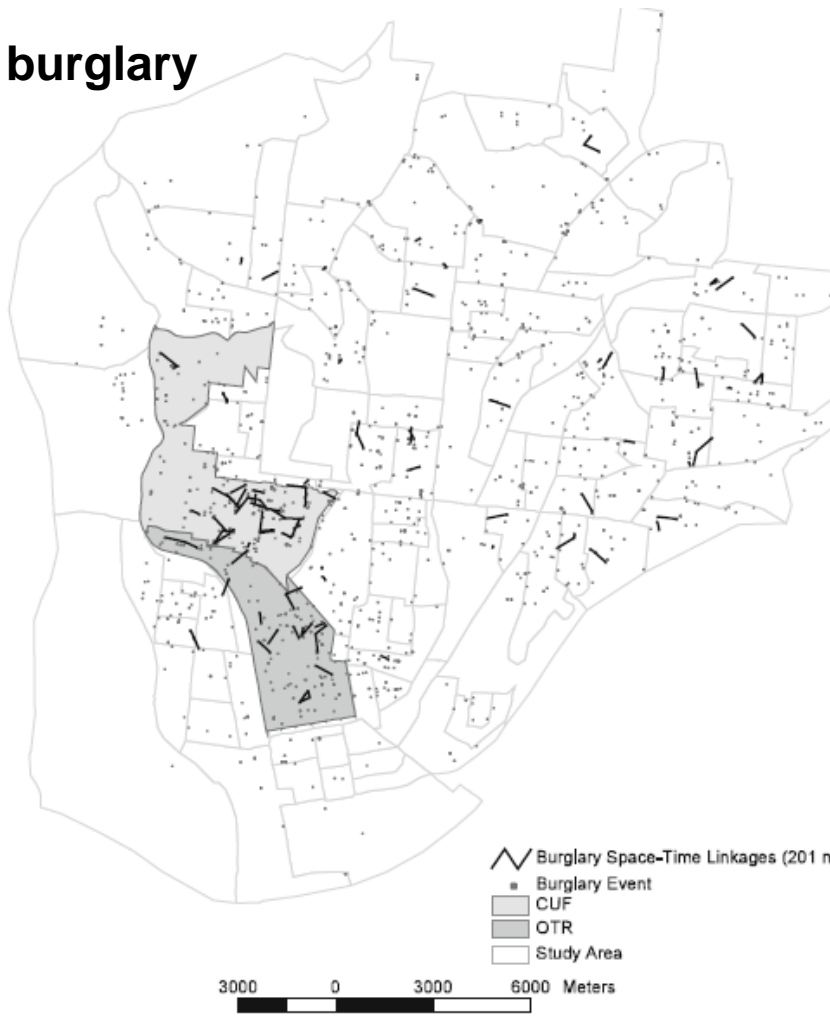 burglary
Burglary Space-Time Linkages (201 m
Burglary Event
CUF
OTR
Study Area
3000 0 3000 6000 Meters